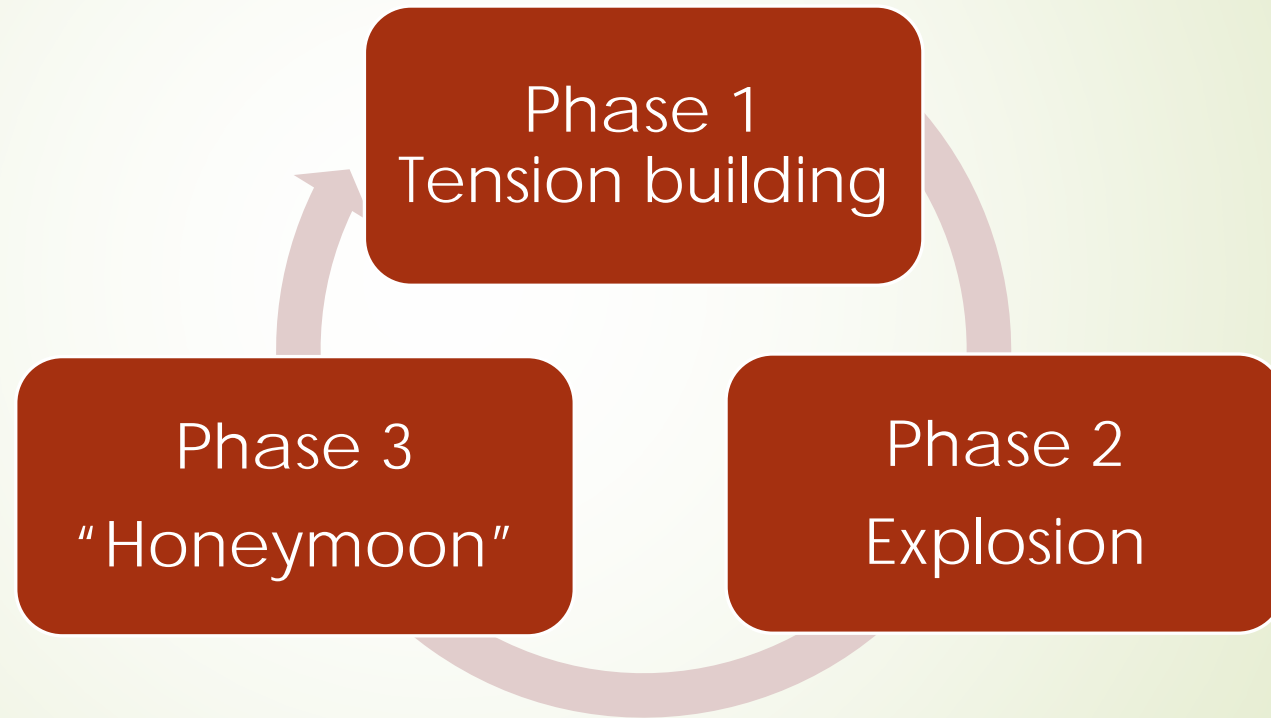 Phase 1
Tension building
Phase 2
Explosion
Phase 3
“Honeymoon”